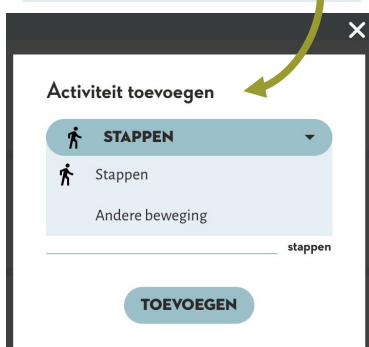 Activiteit toevoegen
STAPPEN
Stappen
Andere beweging
stappen
TOEVOEGEN